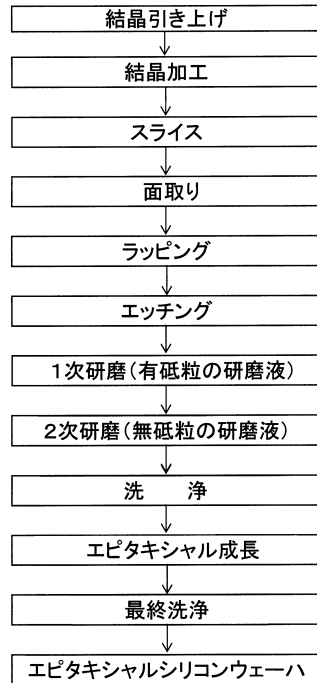 結晶引き上げ
結晶加工
スライス
面取り
ラッピング
エッチング
1次研磨(有砥粒の研磨液)
2次研磨(無砥粒の研磨液)
洗　　浄
エピタキシャル成長
最終洗浄
エピタキシャルシリコンウェーハ